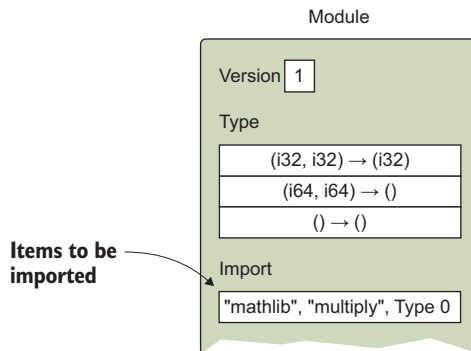 Module
Version 1
Type
(i32, i32) → (i32)
(i64, i64) → ()
() → ()
Items to be
imported
Import
"mathlib", "multiply", Type 0